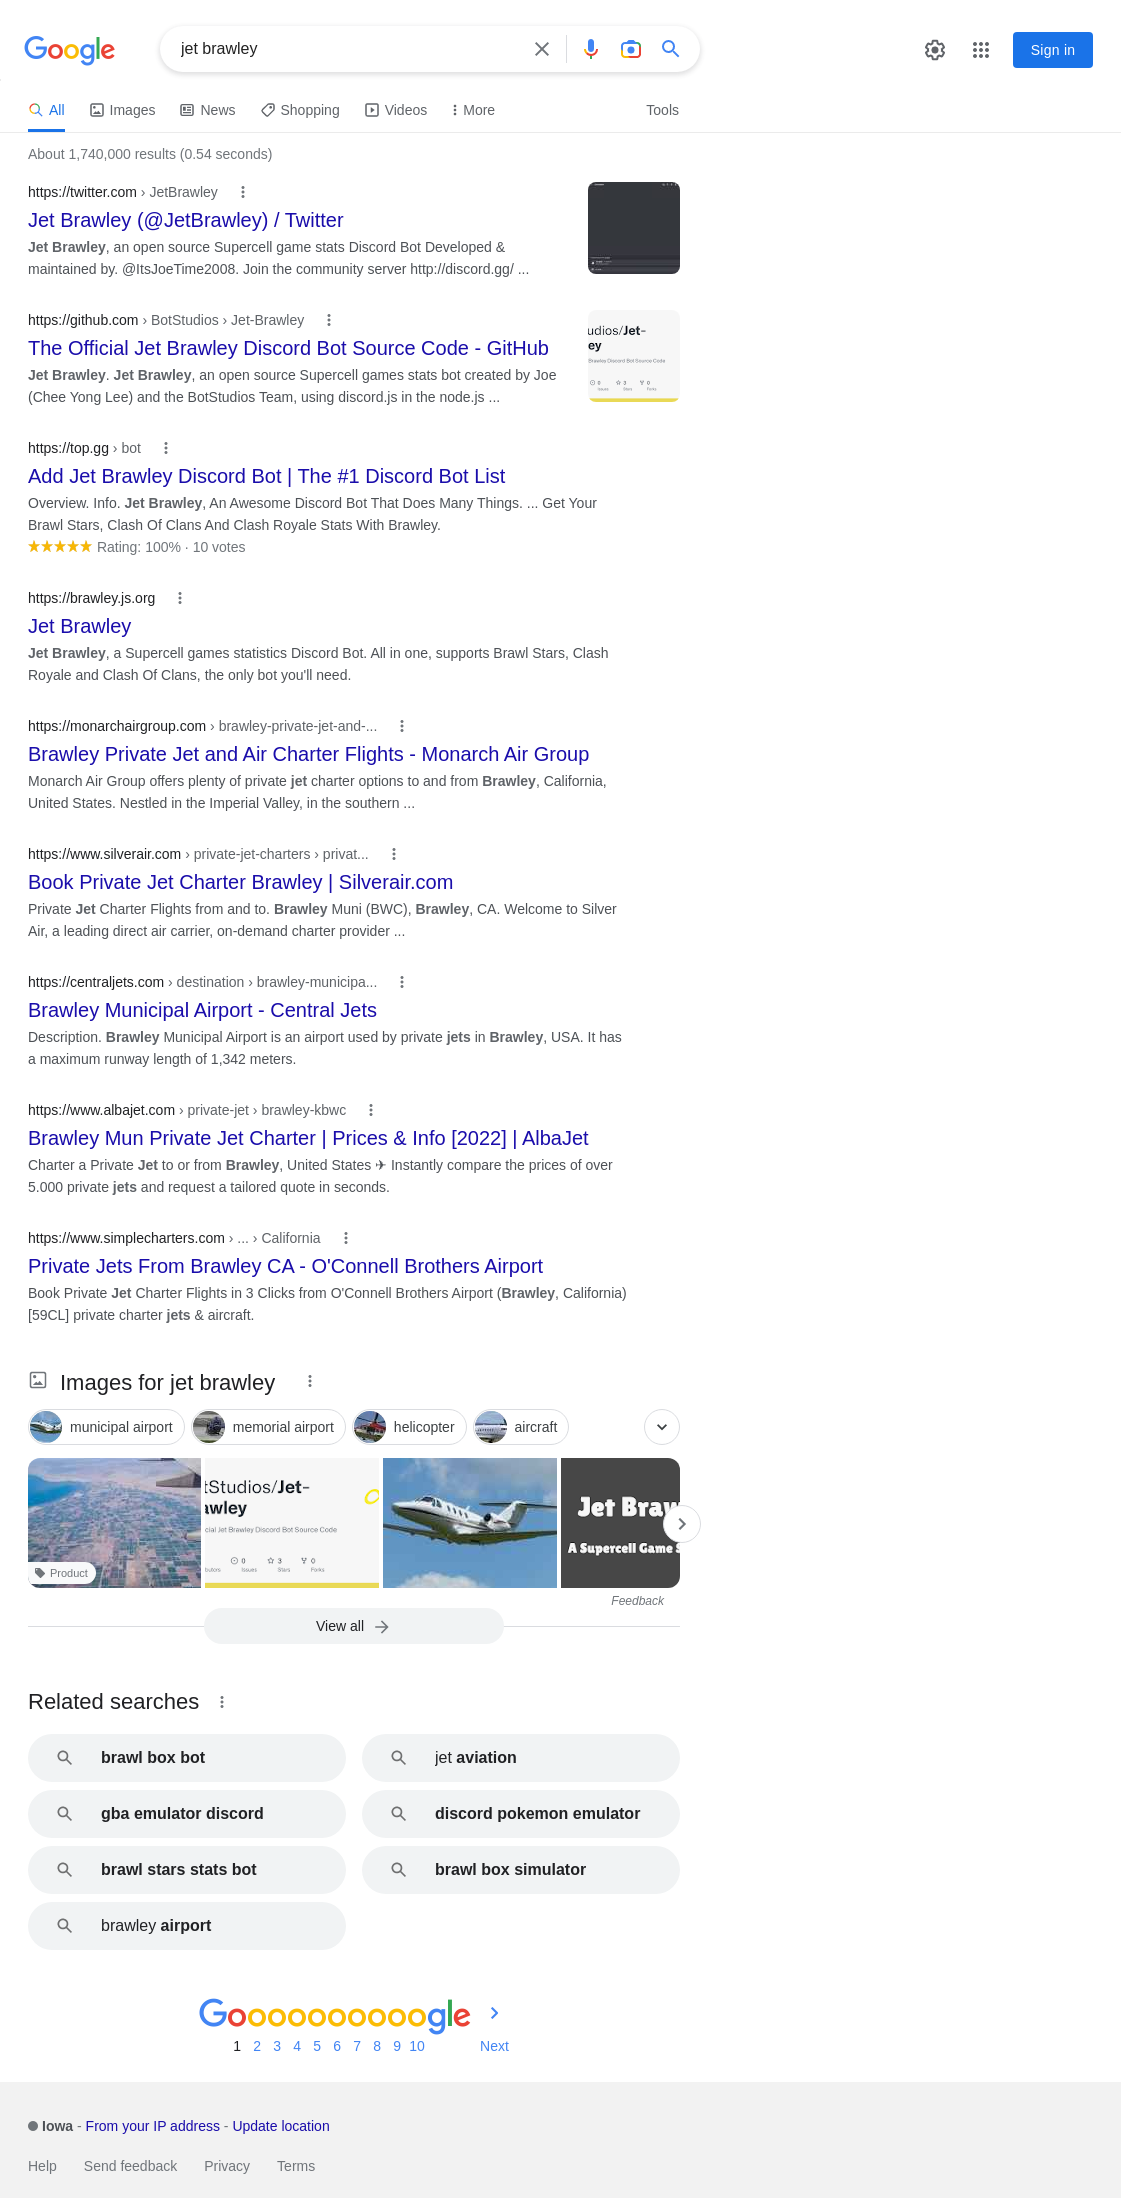 Google
jet brawley
Sign in
All
Images
News
Shopping
Videos
More
Tools
About 1,740,000 results (0.54 seconds)
https://twitter.com › JetBrawley
Jet Brawley (@JetBrawley) / Twitter
Jet Brawley, an open source Supercell game stats Discord Bot Developed &
maintained by. @ItsJoeTime2008. Join the community server http://discord.gg/ ...
https://github.com › BotStudios › Jet-Brawley
The Official Jet Brawley Discord Bot Source Code - GitHub
Jet Brawley. Jet Brawley, an open source Supercell games stats bot created by Joe
(Chee Yong Lee) and the BotStudios Team, using discord.js in the node.js ...
udios/Jet-
ey
Brawley Discord Bot Source Code
0 3 0
Issues Stars Forks
https://top.gg › bot
Add Jet Brawley Discord Bot | The #1 Discord Bot List
Overview. Info. Jet Brawley, An Awesome Discord Bot That Does Many Things. ... Get Your
Brawl Stars, Clash Of Clans And Clash Royale Stats With Brawley.
Rating: 100% · 10 votes
https://brawley.js.org
Jet Brawley
Jet Brawley, a Supercell games statistics Discord Bot. All in one, supports Brawl Stars, Clash
Royale and Clash Of Clans, the only bot you'll need.
https://monarchairgroup.com › brawley-private-jet-and-...
Brawley Private Jet and Air Charter Flights - Monarch Air Group
Monarch Air Group offers plenty of private jet charter options to and from Brawley, California,
United States. Nestled in the Imperial Valley, in the southern ...
https://www.silverair.com › private-jet-charters › privat...
Book Private Jet Charter Brawley | Silverair.com
Private Jet Charter Flights from and to. Brawley Muni (BWC), Brawley, CA. Welcome to Silver
Air, a leading direct air carrier, on-demand charter provider ...
https://centraljets.com › destination › brawley-municipa...
Brawley Municipal Airport - Central Jets
Description. Brawley Municipal Airport is an airport used by private jets in Brawley, USA. It has
a maximum runway length of 1,342 meters.
https://www.albajet.com › private-jet › brawley-kbwc
Brawley Mun Private Jet Charter | Prices & Info [2022] | AlbaJet
Charter a Private Jet to or from Brawley, United States ✈ Instantly compare the prices of over
5.000 private jets and request a tailored quote in seconds.
https://www.simplecharters.com › ... › California
Private Jets From Brawley CA - O'Connell Brothers Airport
Book Private Jet Charter Flights in 3 Clicks from O'Connell Brothers Airport (Brawley, California)
[59CL] private charter jets & aircraft.
Images for jet brawley
municipal airport
memorial airport
helicopter
aircraft
Product
tStudios/Jet-
awley
cial Jet Brawley Discord Bot Source Code
0 3 0
butors Issues Stars Forks
Jet Braw
A Supercell Game S
Feedback
View all
Related searches
brawl box bot
jet aviation
gba emulator discord
discord pokemon emulator
brawl stars stats bot
brawl box simulator
brawley airport
Goooooooooogle
1 2 3 4 5 6 7 8 9 10 Next
Iowa - From your IP address - Update location
Help Send feedback Privacy Terms